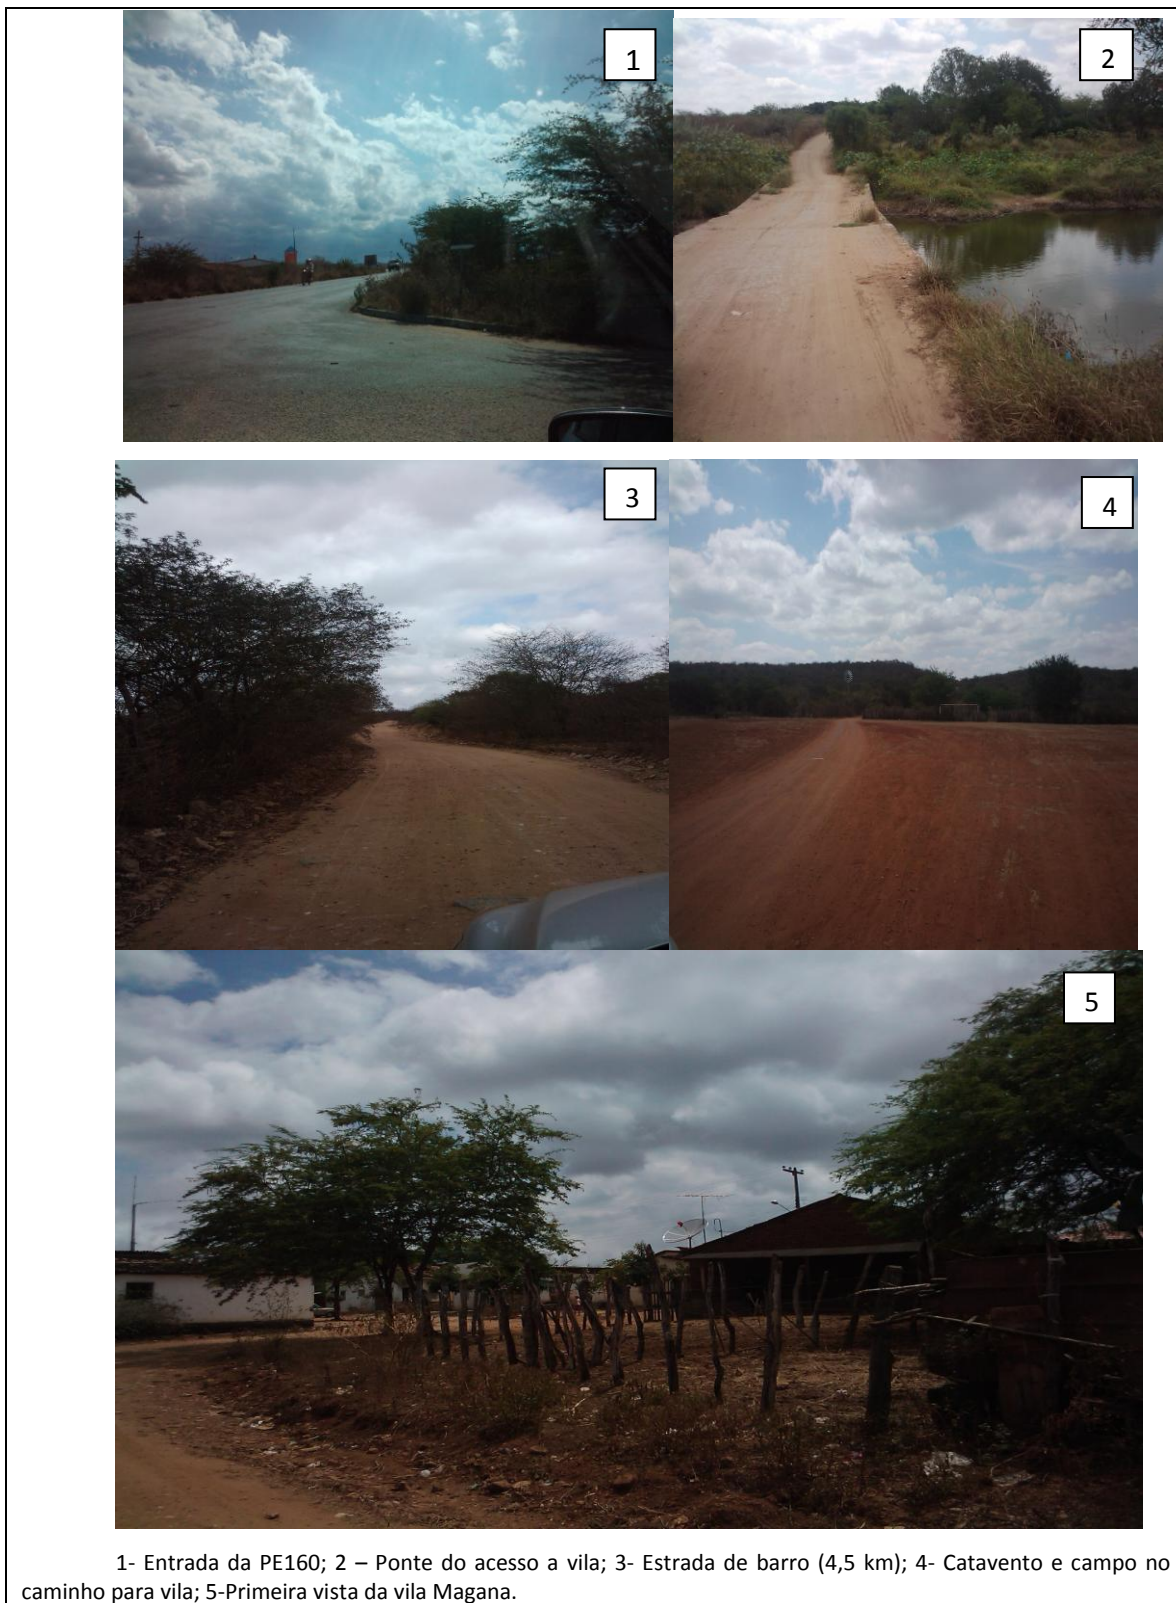 1
2
3
4
5
1- Entrada da PE160; 2 – Ponte do acesso a vila; 3- Estrada de barro (4,5 km); 4- Catavento e campo no
caminho para vila; 5-Primeira vista da vila Magana.